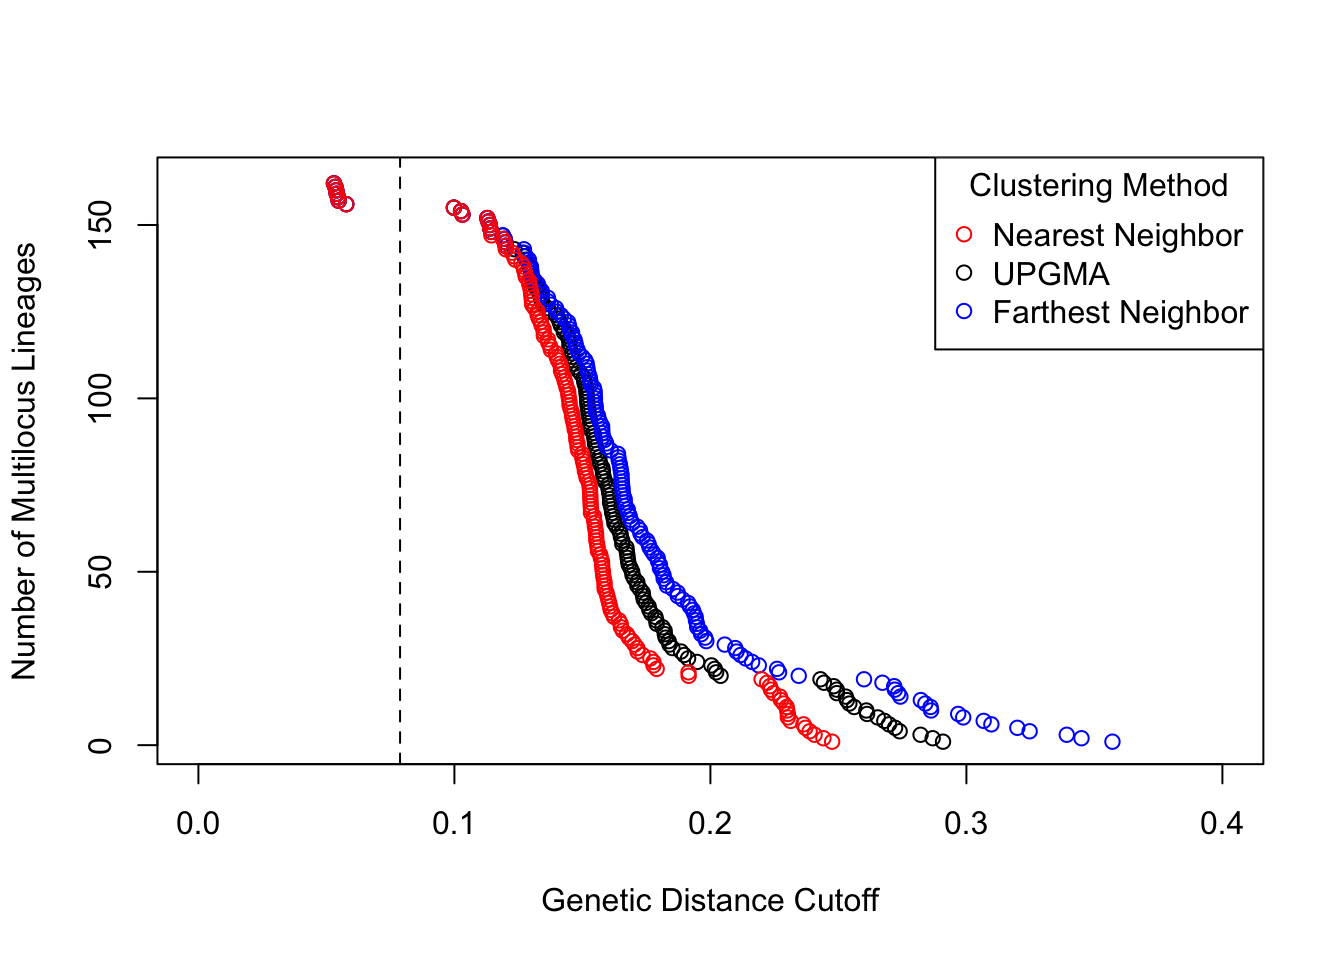 Clustering Method
Nearest Neighbor
UPGMA
Farthest Neighbor
Number of Multilocus Lineages
150
100
50
0
0.0 0.1 0.2 0.3 0.4
Genetic Distance Cutoff